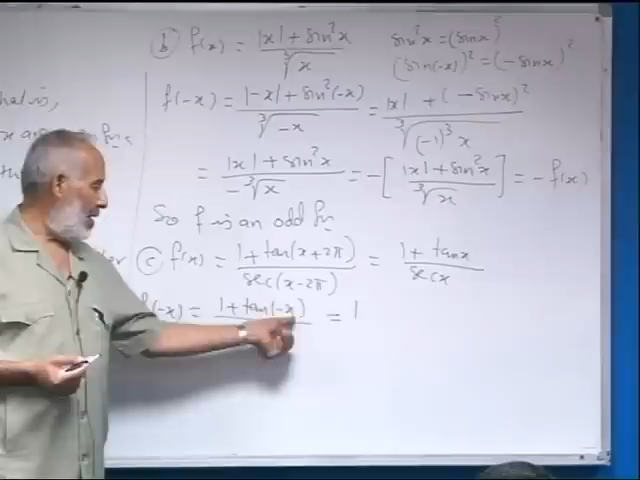 (b) f(x) = |x| + sin²x / ∛x    sin²x = (sin x)²
(sin(-x))² = (-sin x)²
f(-x) = |-x| + sin²(-x) / ∛-x = |x| + (-sin x)² / ∛(-1)³ x
= |x| + sin²x / -∛x = -[ |x| + sin²x / ∛x ] = -f(x)
So f is an odd fn
(c) f(x) = 1 + tan(x+2π) / sec(x-2π) = 1 + tan x / sec x
f(-x) = 1 + tan(-x) = 1